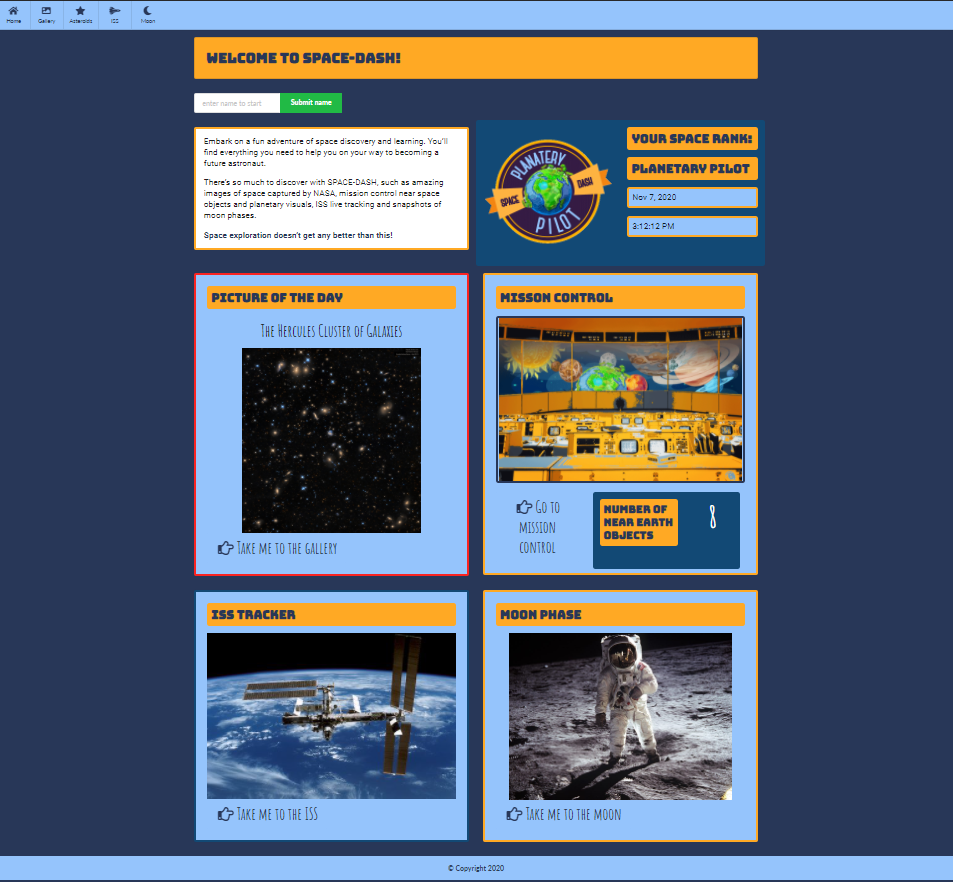 Home
Gallery
Asteroids
ISS
Moon
WELCOME TO SPACE-DASH!
enter name to start
Submit name
Embark on a fun adventure of space discovery and learning. You'll
find everything you need to help you on your way to becoming a
future astronaut.
There's so much to discover with SPACE-DASH, such as amazing
images of space captured by NASA, mission control near space
objects and planetary visuals, ISS live tracking and snapshots of
moon phases.
Space exploration doesn't get any better than this!
PLANATERY
SPACE
DASH
PILOT
YOUR SPACE RANK:
PLANETARY PILOT
Nov 7, 2020
3:12:12 PM
PICTURE OF THE DAY
The Hercules Cluster of Galaxies
Take me to the gallery
MISSON CONTROL
Go to
mission
control
NUMBER OF
NEAR EARTH
OBJECTS
8
ISS TRACKER
Take me to the ISS
MOON PHASE
Take me to the moon
© Copyright 2020